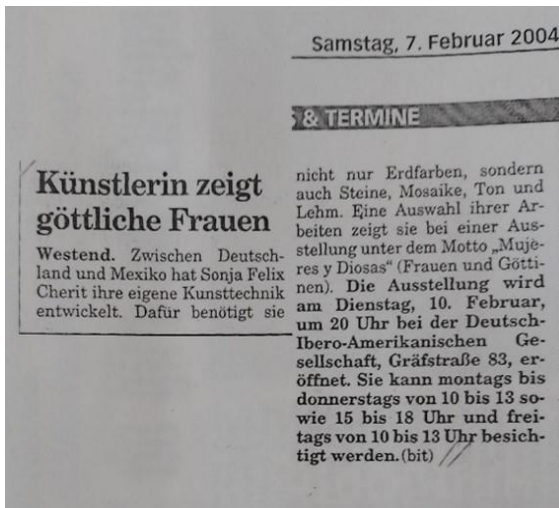 Samstag, 7. Februar 2004
& TERMINE
Künstlerin zeigt
göttliche Frauen
Westend. Zwischen Deutsch-
land und Mexiko hat Sonja Felix
Cherit ihre eigene Kunsttechnik
entwickelt. Dafür benötigt sie
nicht nur Erdfarben, sondern
auch Steine, Mosaike, Ton und
Lehm. Eine Auswahl ihrer Ar-
beiten zeigt sie bei einer Aus-
stellung unter dem Motto „Muje-
res y Diosas“ (Frauen und Götti-
nen). Die Ausstellung wird
am Dienstag, 10. Februar,
um 20 Uhr bei der Deutsch-
Ibero-Amerikanischen Ge-
sellschaft, Gräfstraße 83, er-
öffnet. Sie kann montags bis
donnerstags von 10 bis 13 so-
wie 15 bis 18 Uhr und frei-
tags von 10 bis 13 Uhr besich-
tigt werden. (bit)